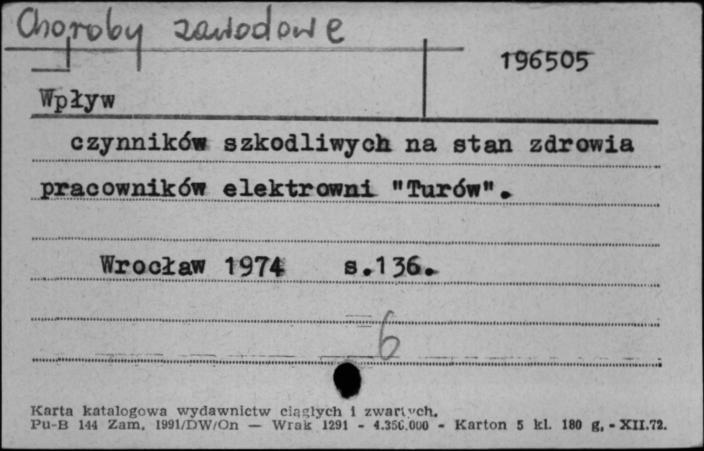 Choroby zawodowe
196505
Wpływ
czynników szkodliwych na stan zdrowia
pracowników elektrowni "Turów".
Wrocław 1974 s.136.
6
Karta katalogowa wydawnictw ciągłych i zwartych.
Pu-B 144 Zam. 1991/DW/On — Wrak 1291 - 4.350.000 - Karton 5 kl. 180 g. - XII.72.